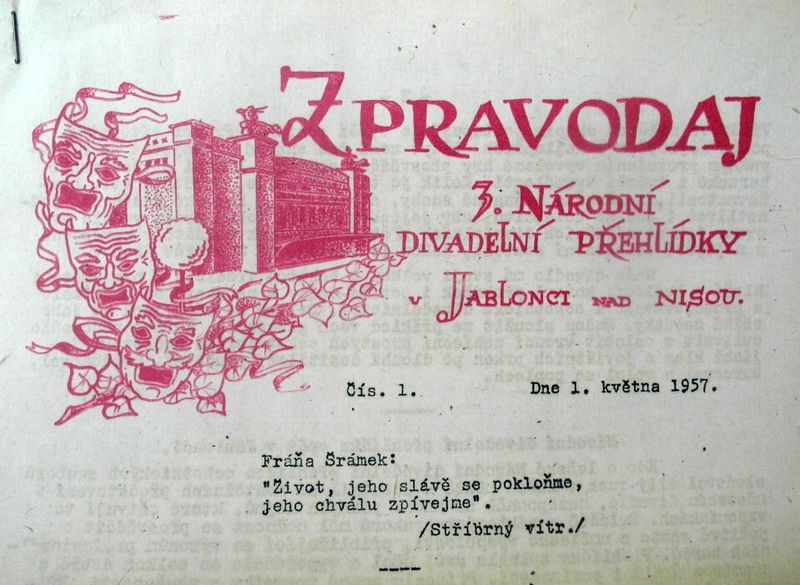 ZPRAVODAJ
3. NÁRODNÍ
DIVADELNÍ PŘEHLÍDKY
v JABLONCI NAD NISOU.
Čís. 1. Dne 1. května 1957.
Fráňa Šrámek:
"Život, jeho slávě se pokloňme,
jeho chválu zpívejme".
/Stříbrný vítr./